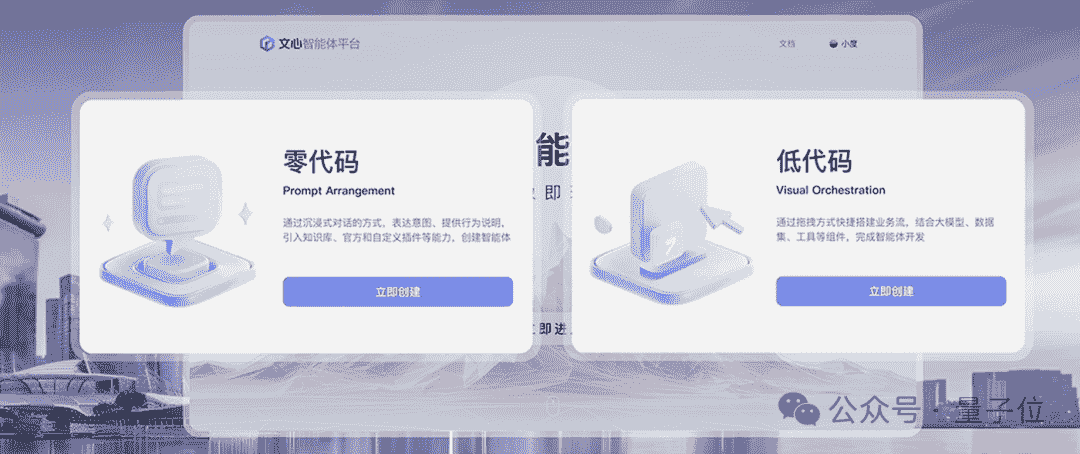 文心智能体平台
文档
小度
能
零代码
Prompt Arrangement
通过沉浸式对话的方式，表达意图、提供行为说明，
引入知识库、官方和自定义插件等能力，创建智能体
立即创建
低代码
Visual Orchestration
通过拖拽方式快捷搭建业务流，结合大模型、数据
集、工具等组件，完成智能体开发
立即创建
即
即进
公众号 · 量子位